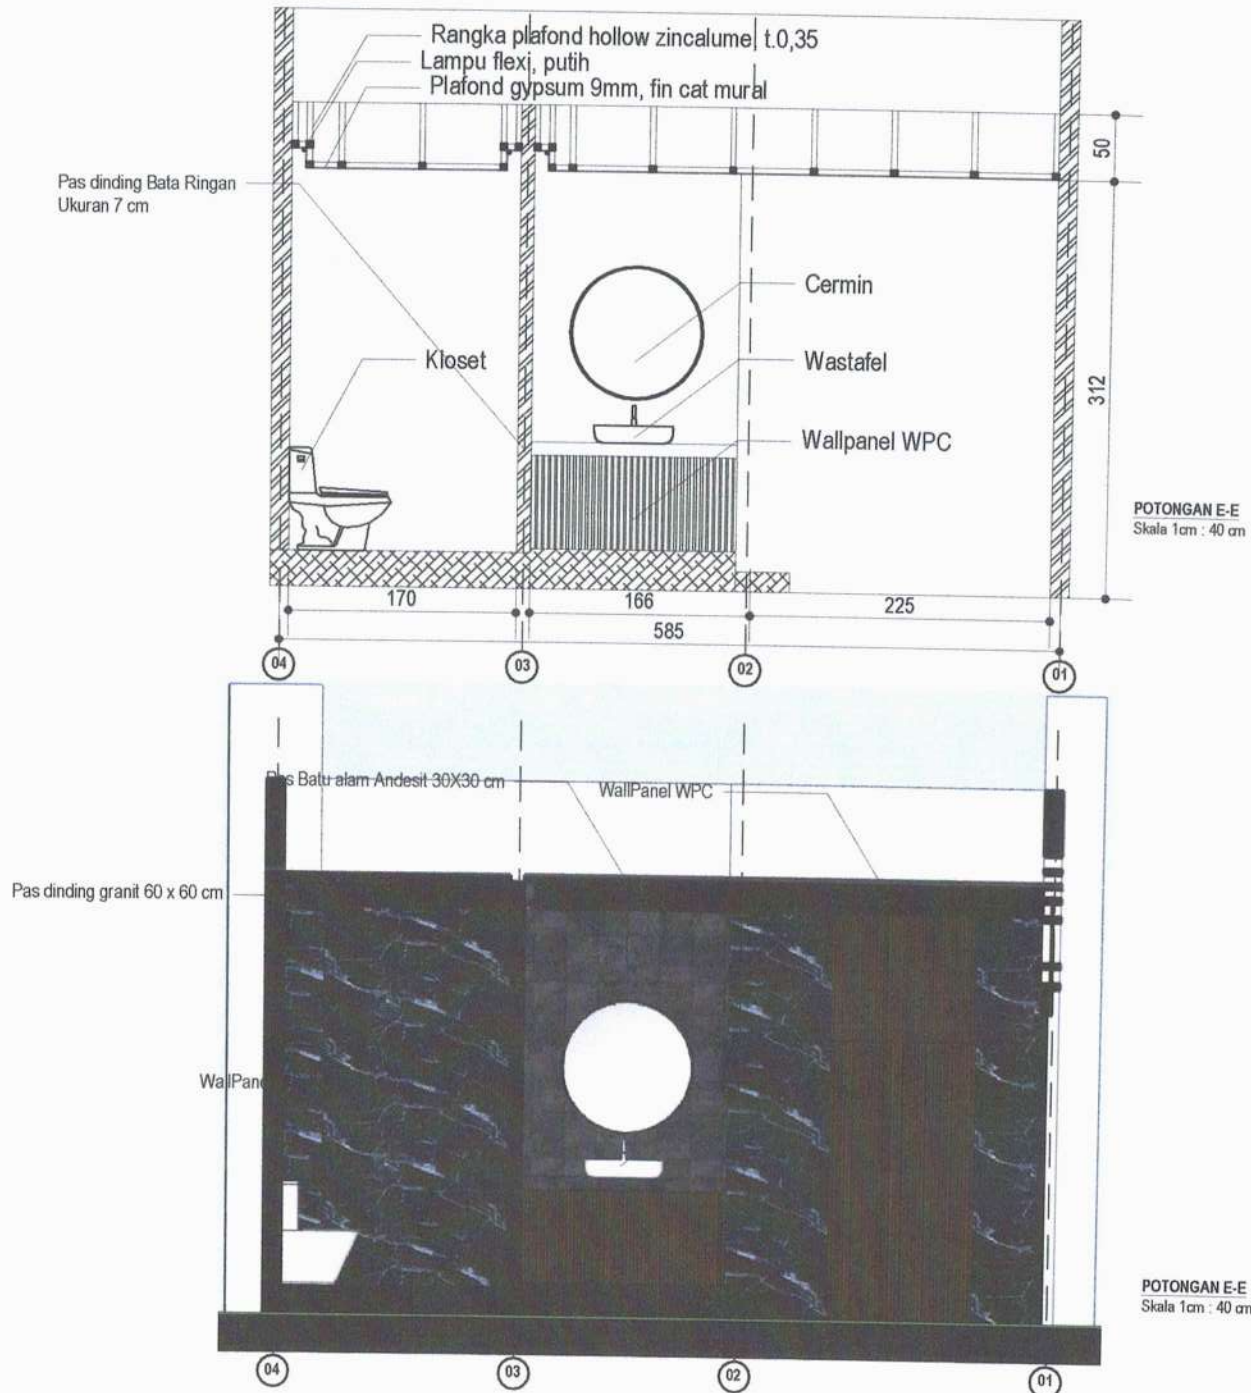 Rangka plafond hollow zincalume t.0,35
Lampu flexi, putih
Plafond gypsum 9mm, fin cat mural
50
Pas dinding Bata Ringan
Ukuran 7 cm
Cermin
Kloset
Wastafel
312
Wallpanel WPC
POTONGAN E-E
Skala 1cm : 40 cm
170
166
225
585
04
03
02
01
Pas Batu alam Andesit 30X30 cm
WallPanel WPC
Pas dinding granit 60 x 60 cm
WallPane
POTONGAN E-E
Skala 1cm : 40 cm
04
03
02
01